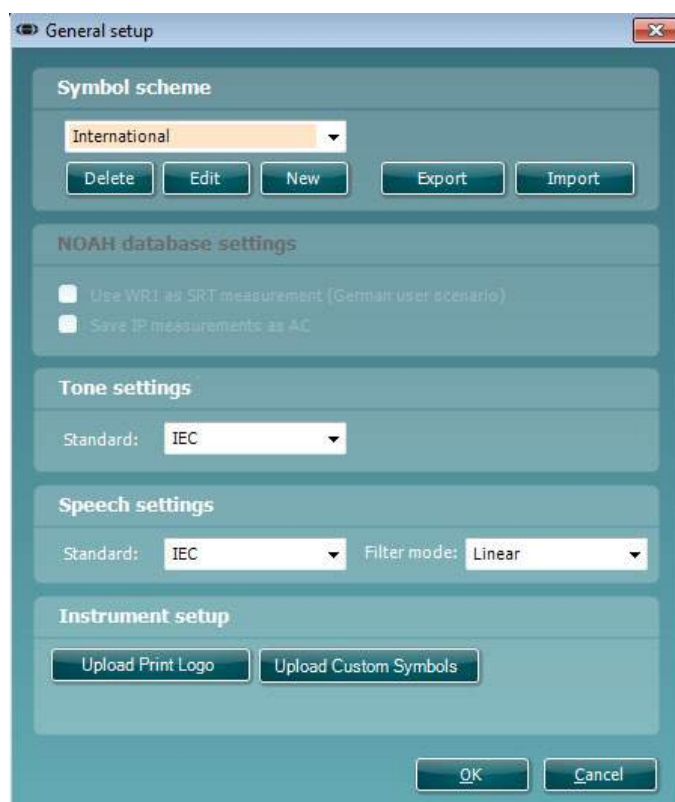 General setup
Symbol scheme
International
Delete Edit New Export Import
NOAH database settings
Use WR1 as SRT measurement (German user scenario)
Save IP measurements as AC
Tone settings
Standard: IEC
Speech settings
Standard: IEC Filter mode: Linear
Instrument setup
Upload Print Logo Upload Custom Symbols
OK Cancel